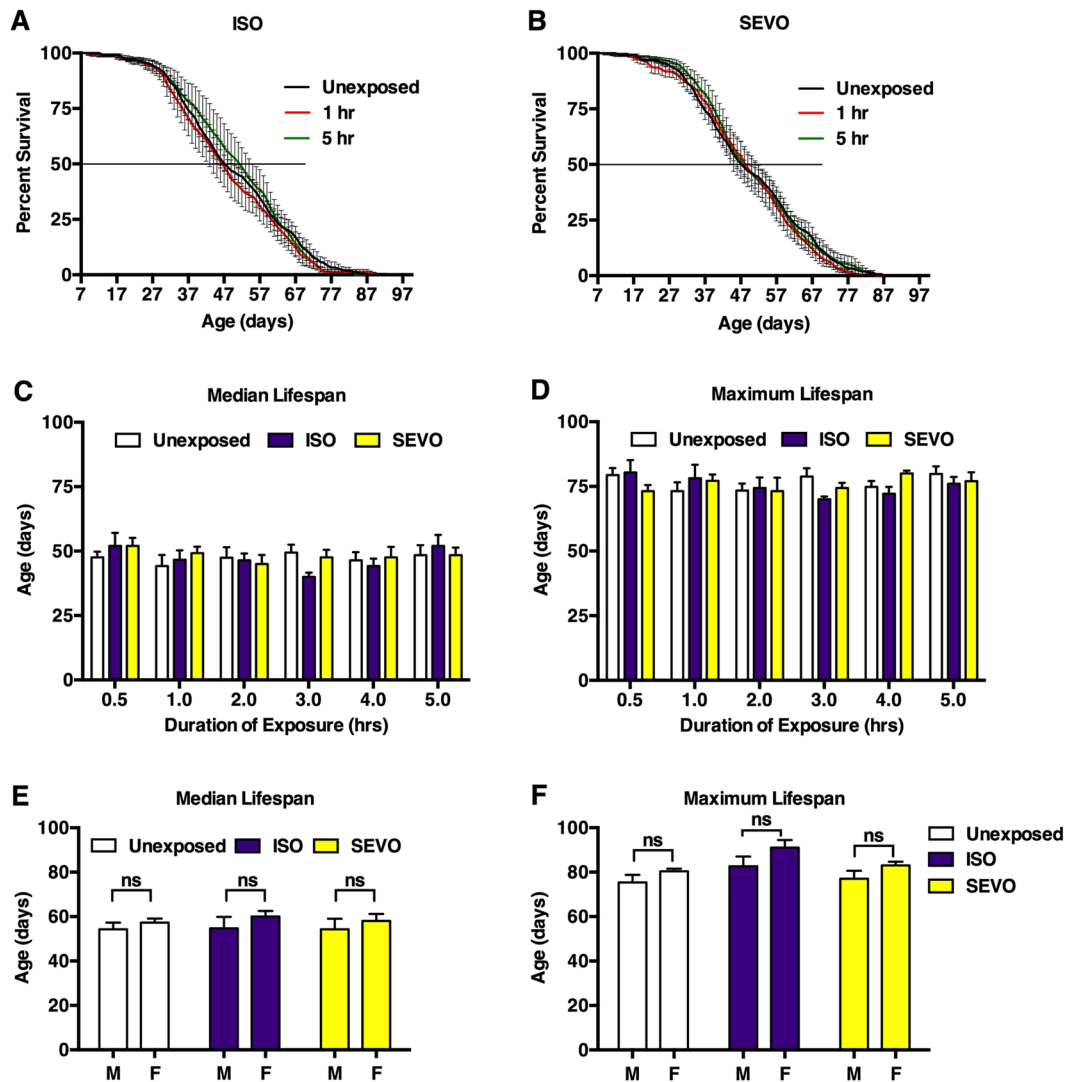 A
ISO
100
75
50
25
0
Percent Survival
Unexposed
1 hr
5 hr
7 17 27 37 47 57 67 77 87 97
Age (days)
B
SEVO
100
75
50
25
0
Percent Survival
Unexposed
1 hr
5 hr
7 17 27 37 47 57 67 77 87 97
Age (days)
C
Median Lifespan
100
75
50
25
0
Age (days)
Unexposed ISO SEVO
0.5 1.0 2.0 3.0 4.0 5.0
Duration of Exposure (hrs)
D
Maximum Lifespan
100
75
50
25
0
Age (days)
Unexposed ISO SEVO
0.5 1.0 2.0 3.0 4.0 5.0
Duration of Exposure (hrs)
E
Median Lifespan
100
80
60
40
20
0
Age (days)
Unexposed ISO SEVO
ns ns ns
M F M F M F
F
Maximum Lifespan
100
80
60
40
20
0
Age (days)
ns ns ns
Unexposed
ISO
SEVO
M F M F M F